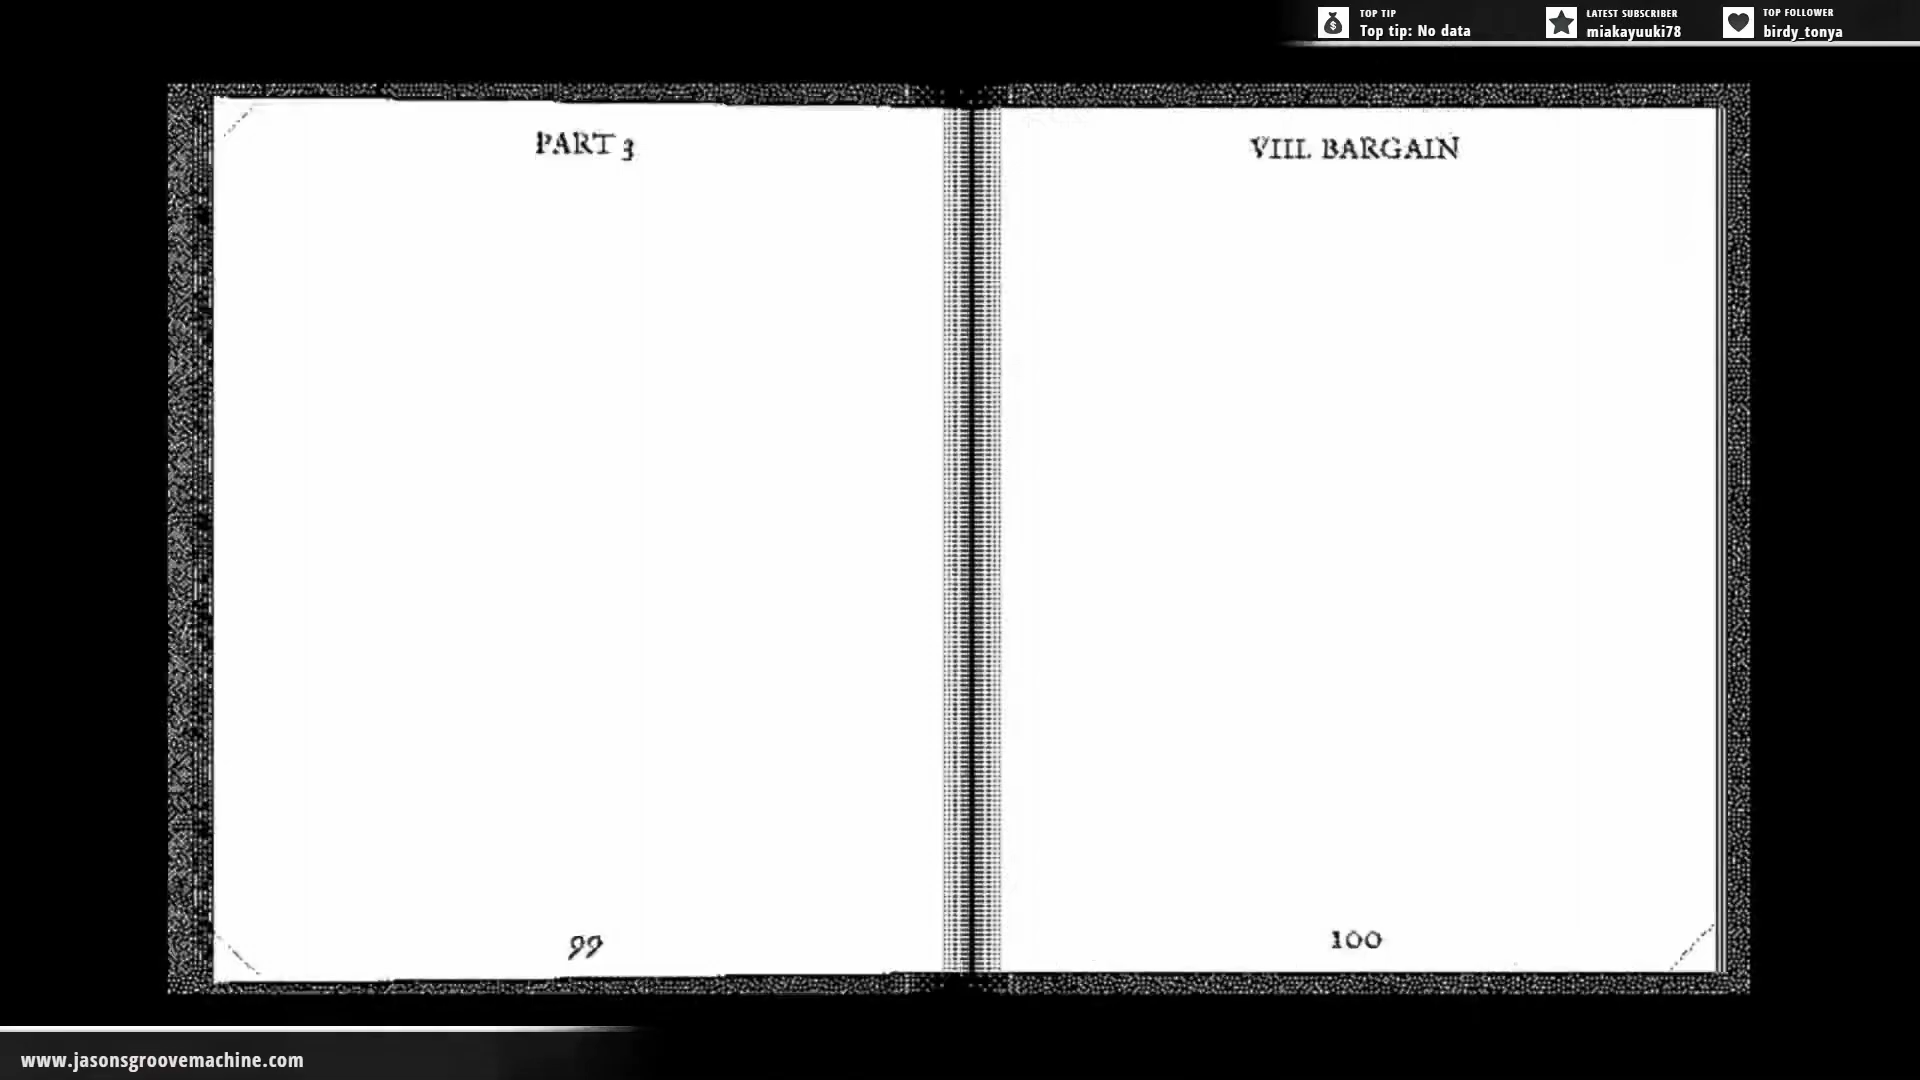 TOP TIP
Top tip: No data
LATEST SUBSCRIBER
miakayuuki78
TOP FOLLOWER
birdy_tonya
PART 3
VIII. BARGAIN
99
100
www.jasonsgroovemachine.com